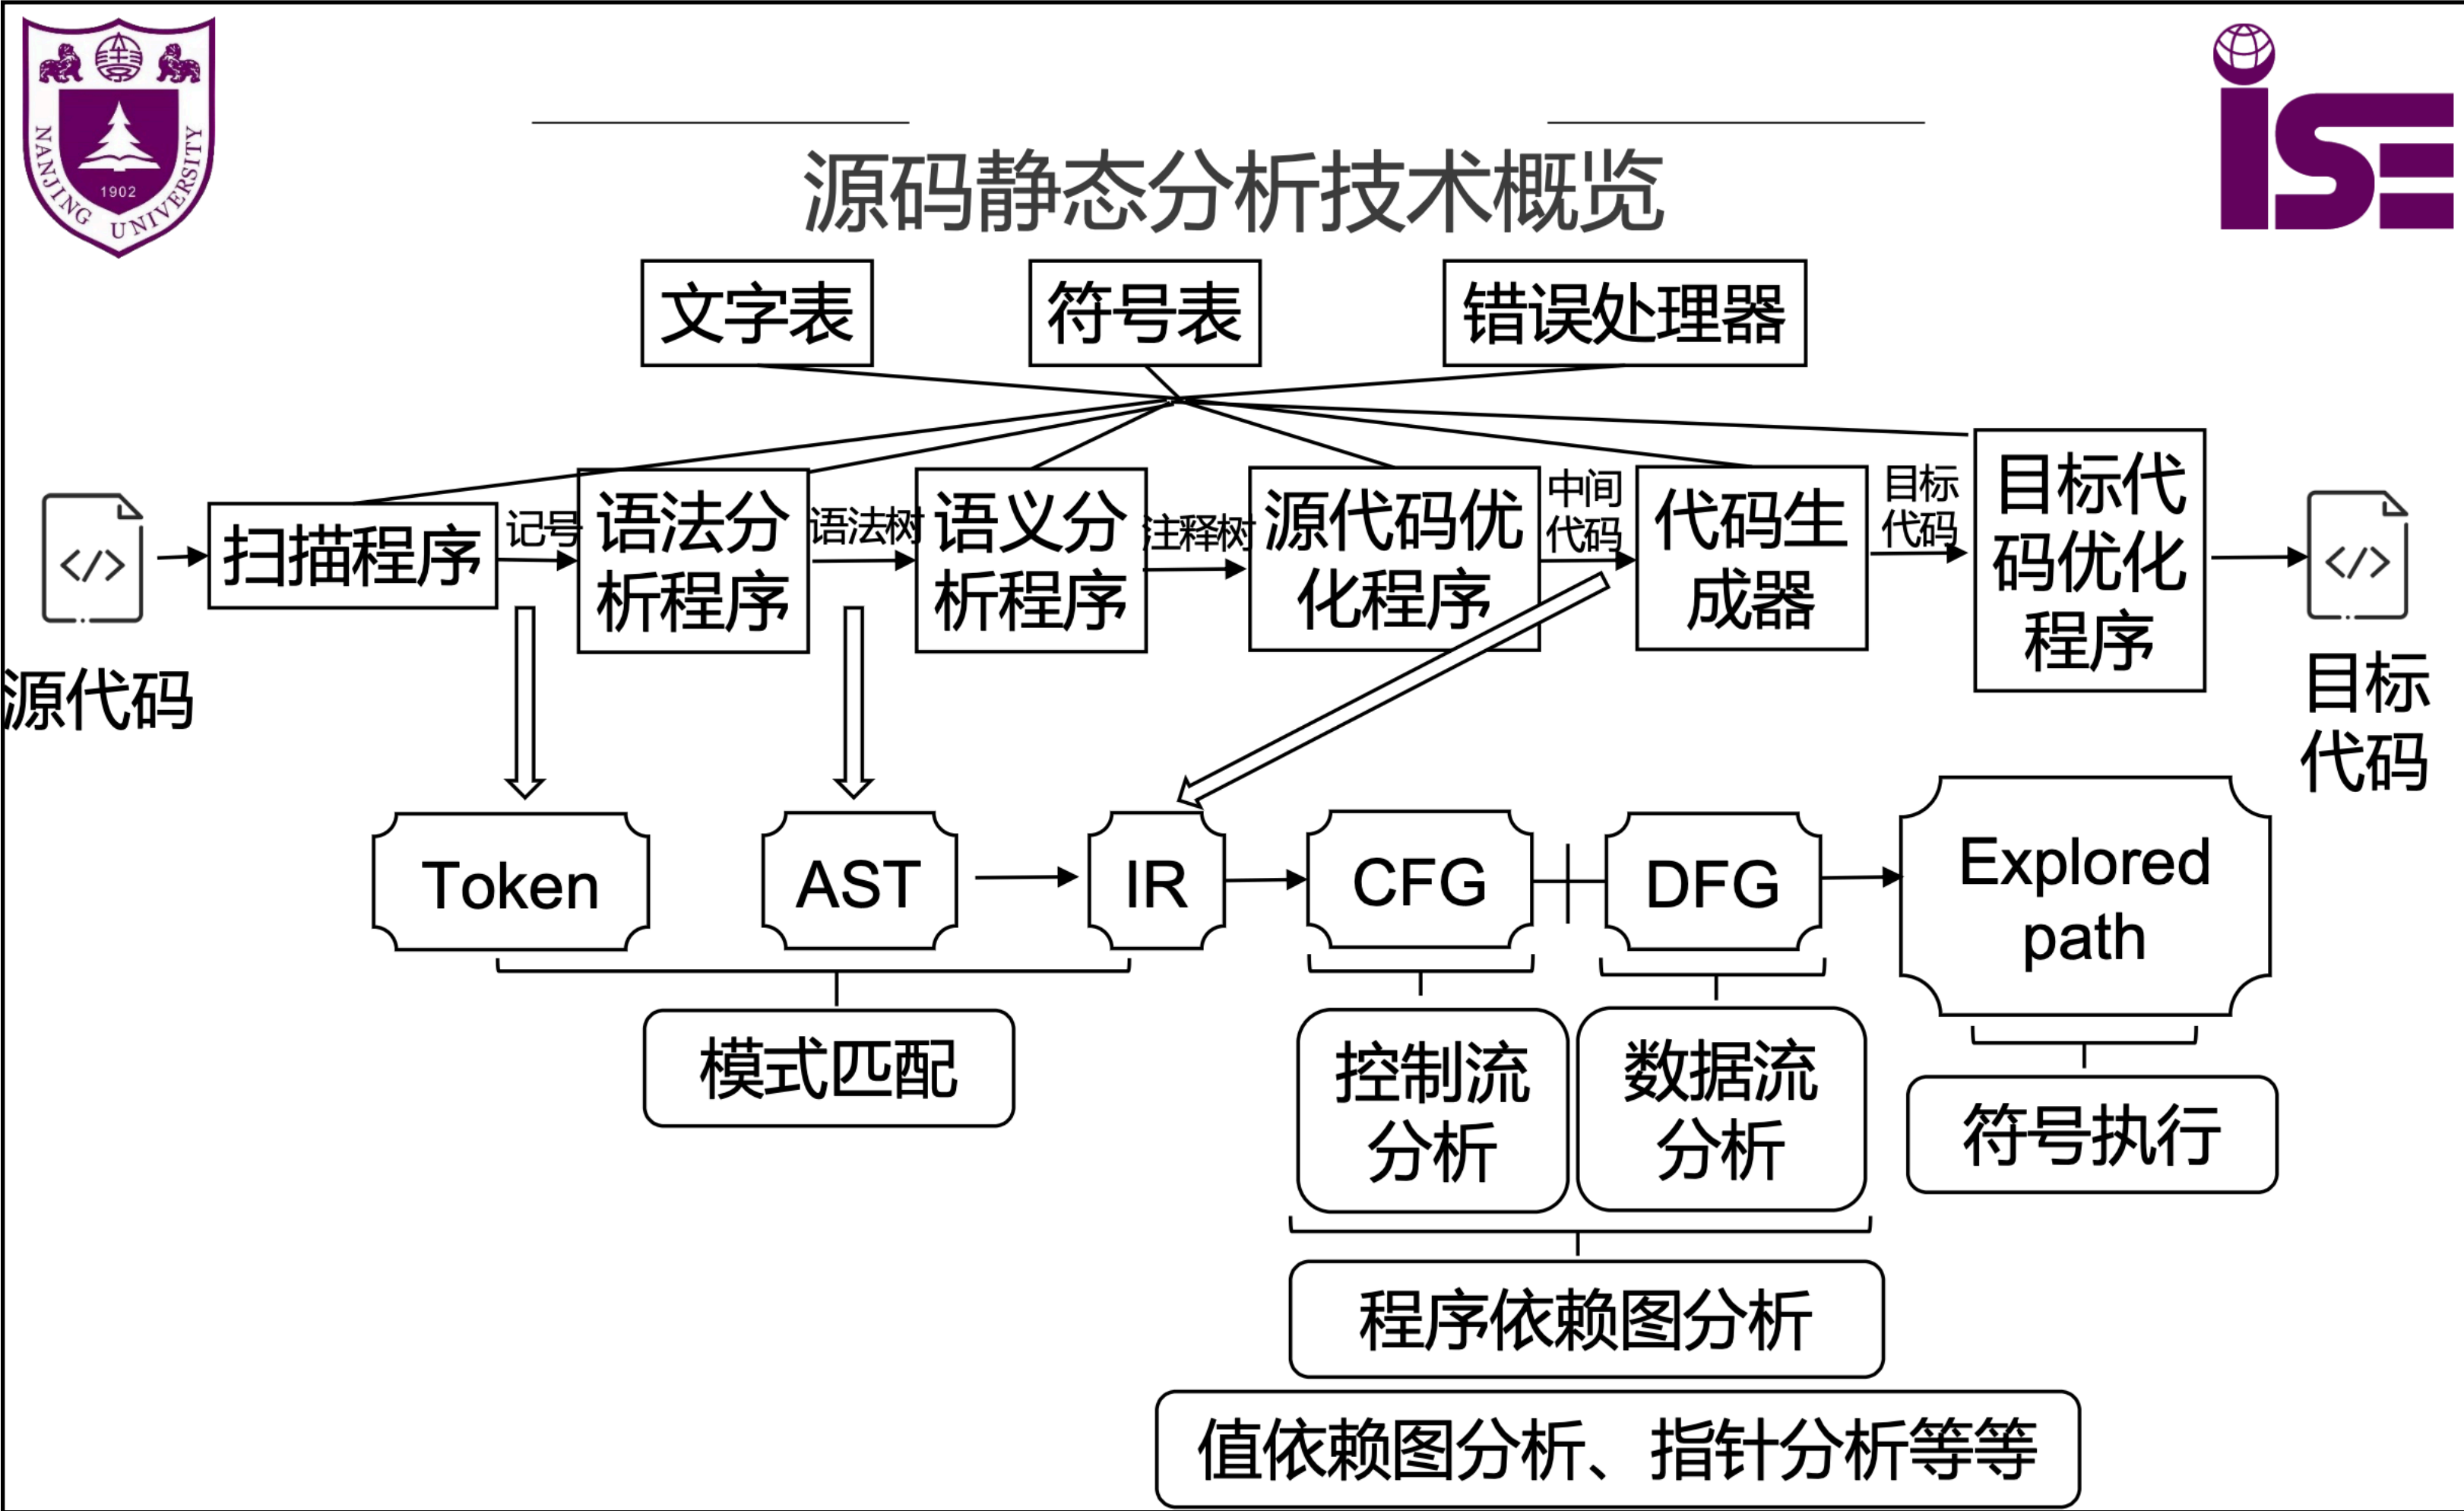 NANJING UNIVERSITY
1902
iSE
源码静态分析技术概览
文字表
符号表
错误处理器
源代码
扫描程序
记号
语法分
析程序
语法树
语义分
析程序
注释树
源代码优
化程序
中间
代码
代码生
成器
目标
代码
目标代
码优化
程序
目标
代码
Token
AST
IR
CFG
DFG
Explored
path
模式匹配
控制流
分析
数据流
分析
符号执行
程序依赖图分析
值依赖图分析、指针分析等等